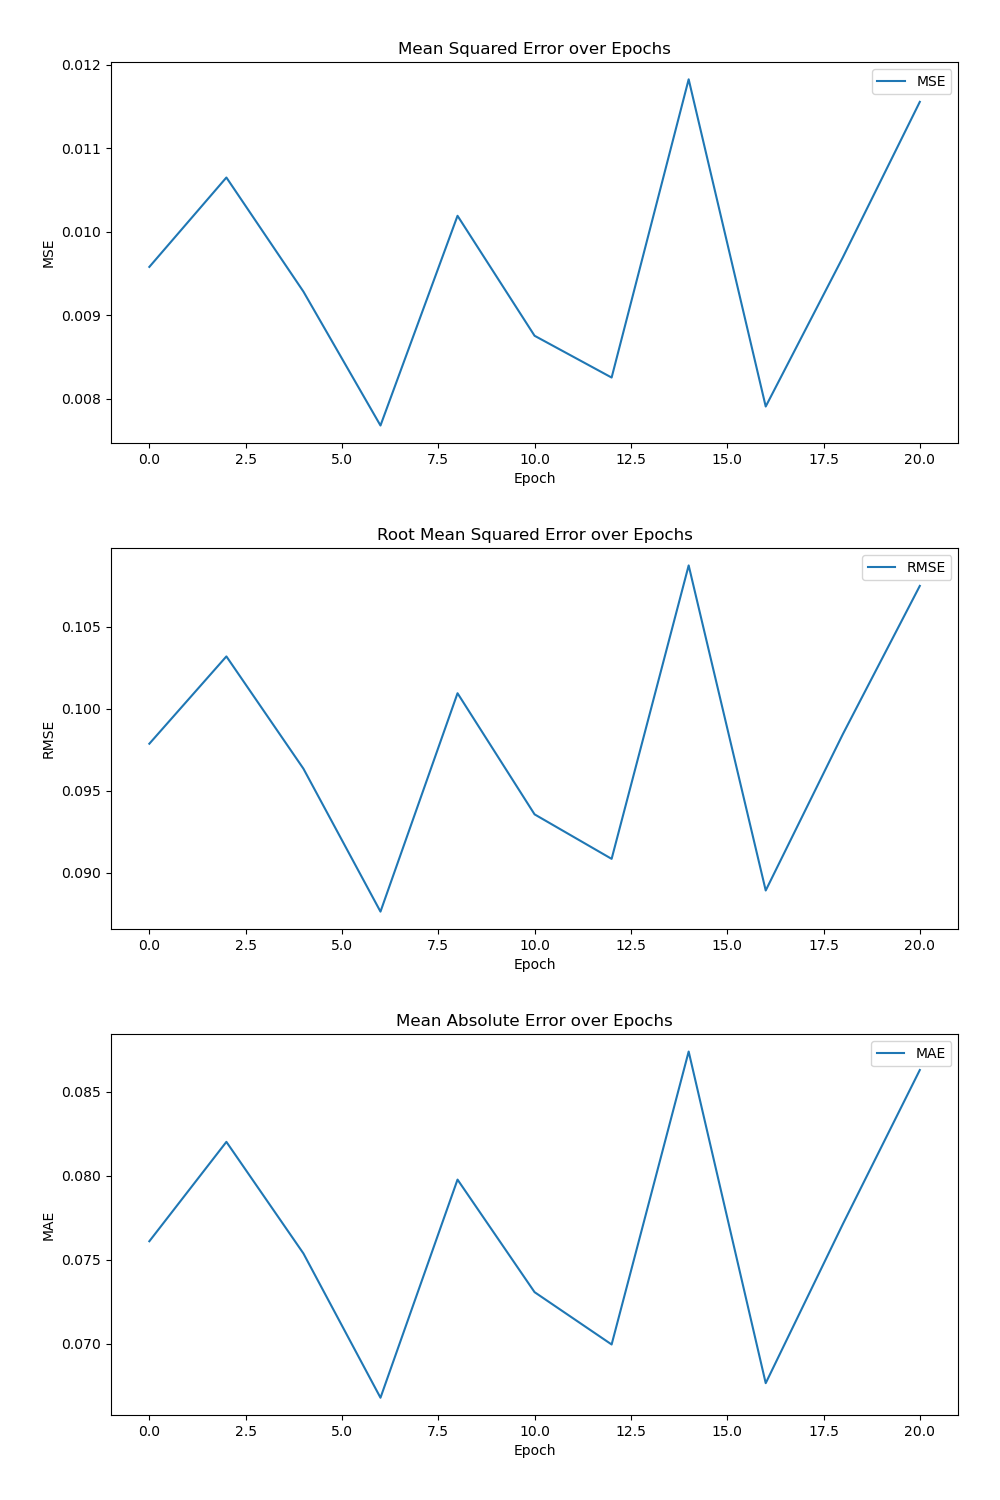 Mean Squared Error over Epochs
0.012
0.011
0.010
0.009
0.008
MSE
MSE
0.0 2.5 5.0 7.5 10.0 12.5 15.0 17.5 20.0
Epoch
Root Mean Squared Error over Epochs
0.105
0.100
0.095
0.090
RMSE
RMSE
0.0 2.5 5.0 7.5 10.0 12.5 15.0 17.5 20.0
Epoch
Mean Absolute Error over Epochs
0.085
0.080
0.075
0.070
MAE
MAE
0.0 2.5 5.0 7.5 10.0 12.5 15.0 17.5 20.0
Epoch